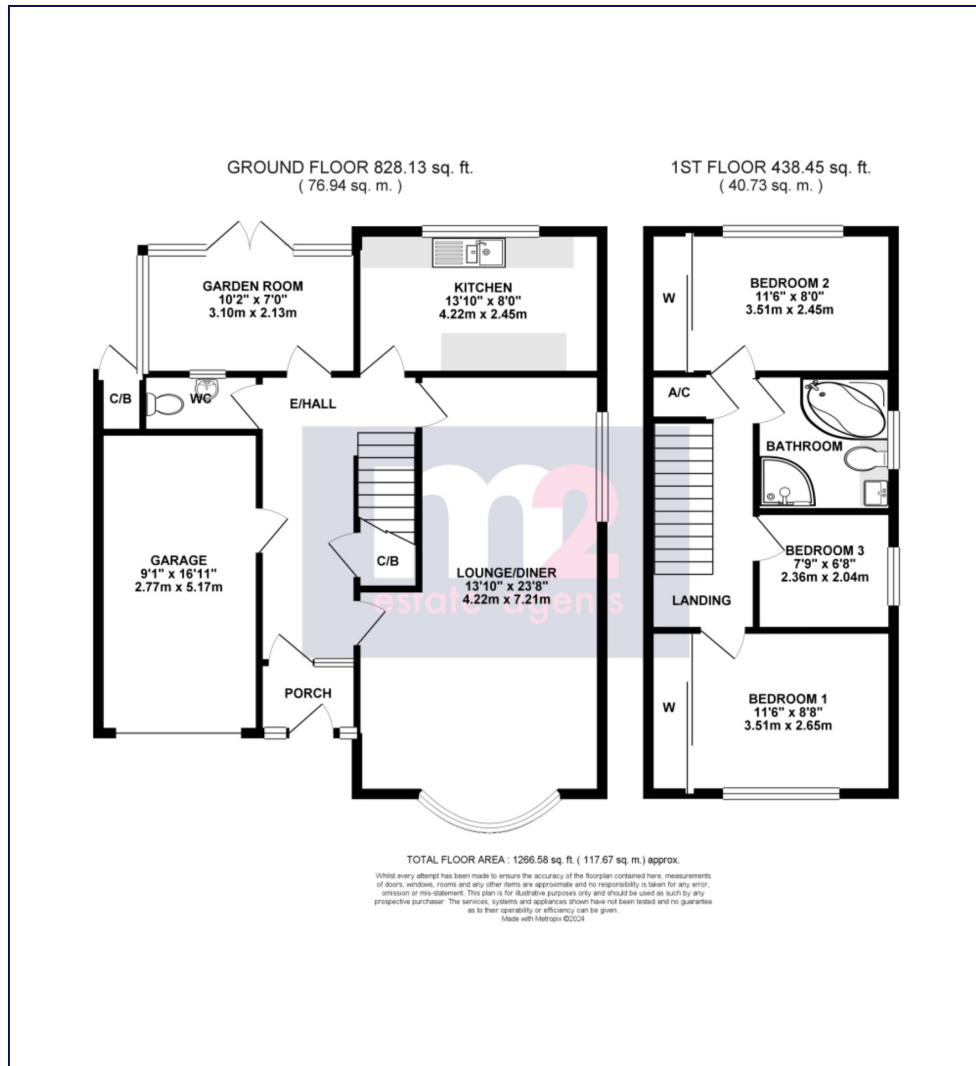 GROUND FLOOR 828.13 sq. ft.
( 76.94 sq. m. )
1ST FLOOR 438.45 sq. ft.
( 40.73 sq. m. )
GARDEN ROOM
10'2" x 7'0"
3.10m x 2.13m
KITCHEN
13'10" x 8'0"
4.22m x 2.45m
C/B
WC
E/HALL
GARAGE
9'1" x 16'11"
2.77m x 5.17m
C/B
LOUNGE/DINER
13'10" x 23'8"
4.22m x 7.21m
PORCH
W
BEDROOM 2
11'6" x 8'0"
3.51m x 2.45m
A/C
BATHROOM
BEDROOM 3
7'9" x 6'8"
2.36m x 2.04m
LANDING
W
BEDROOM 1
11'6" x 8'8"
3.51m x 2.65m
m2
estate agents
TOTAL FLOOR AREA : 1266.58 sq. ft. ( 117.67 sq. m.) approx.
Whilst every attempt has been made to ensure the accuracy of the floorplan contained here, measurements
of doors, windows, rooms and any other items are approximate and no responsibility is taken for any error,
omission or mis-statement. This plan is for illustrative purposes only and should be used as such by any
prospective purchaser. The services, systems and appliances shown have not been tested and no guarantee
as to their operability or efficiency can be given.
Made with Metropix ©2024